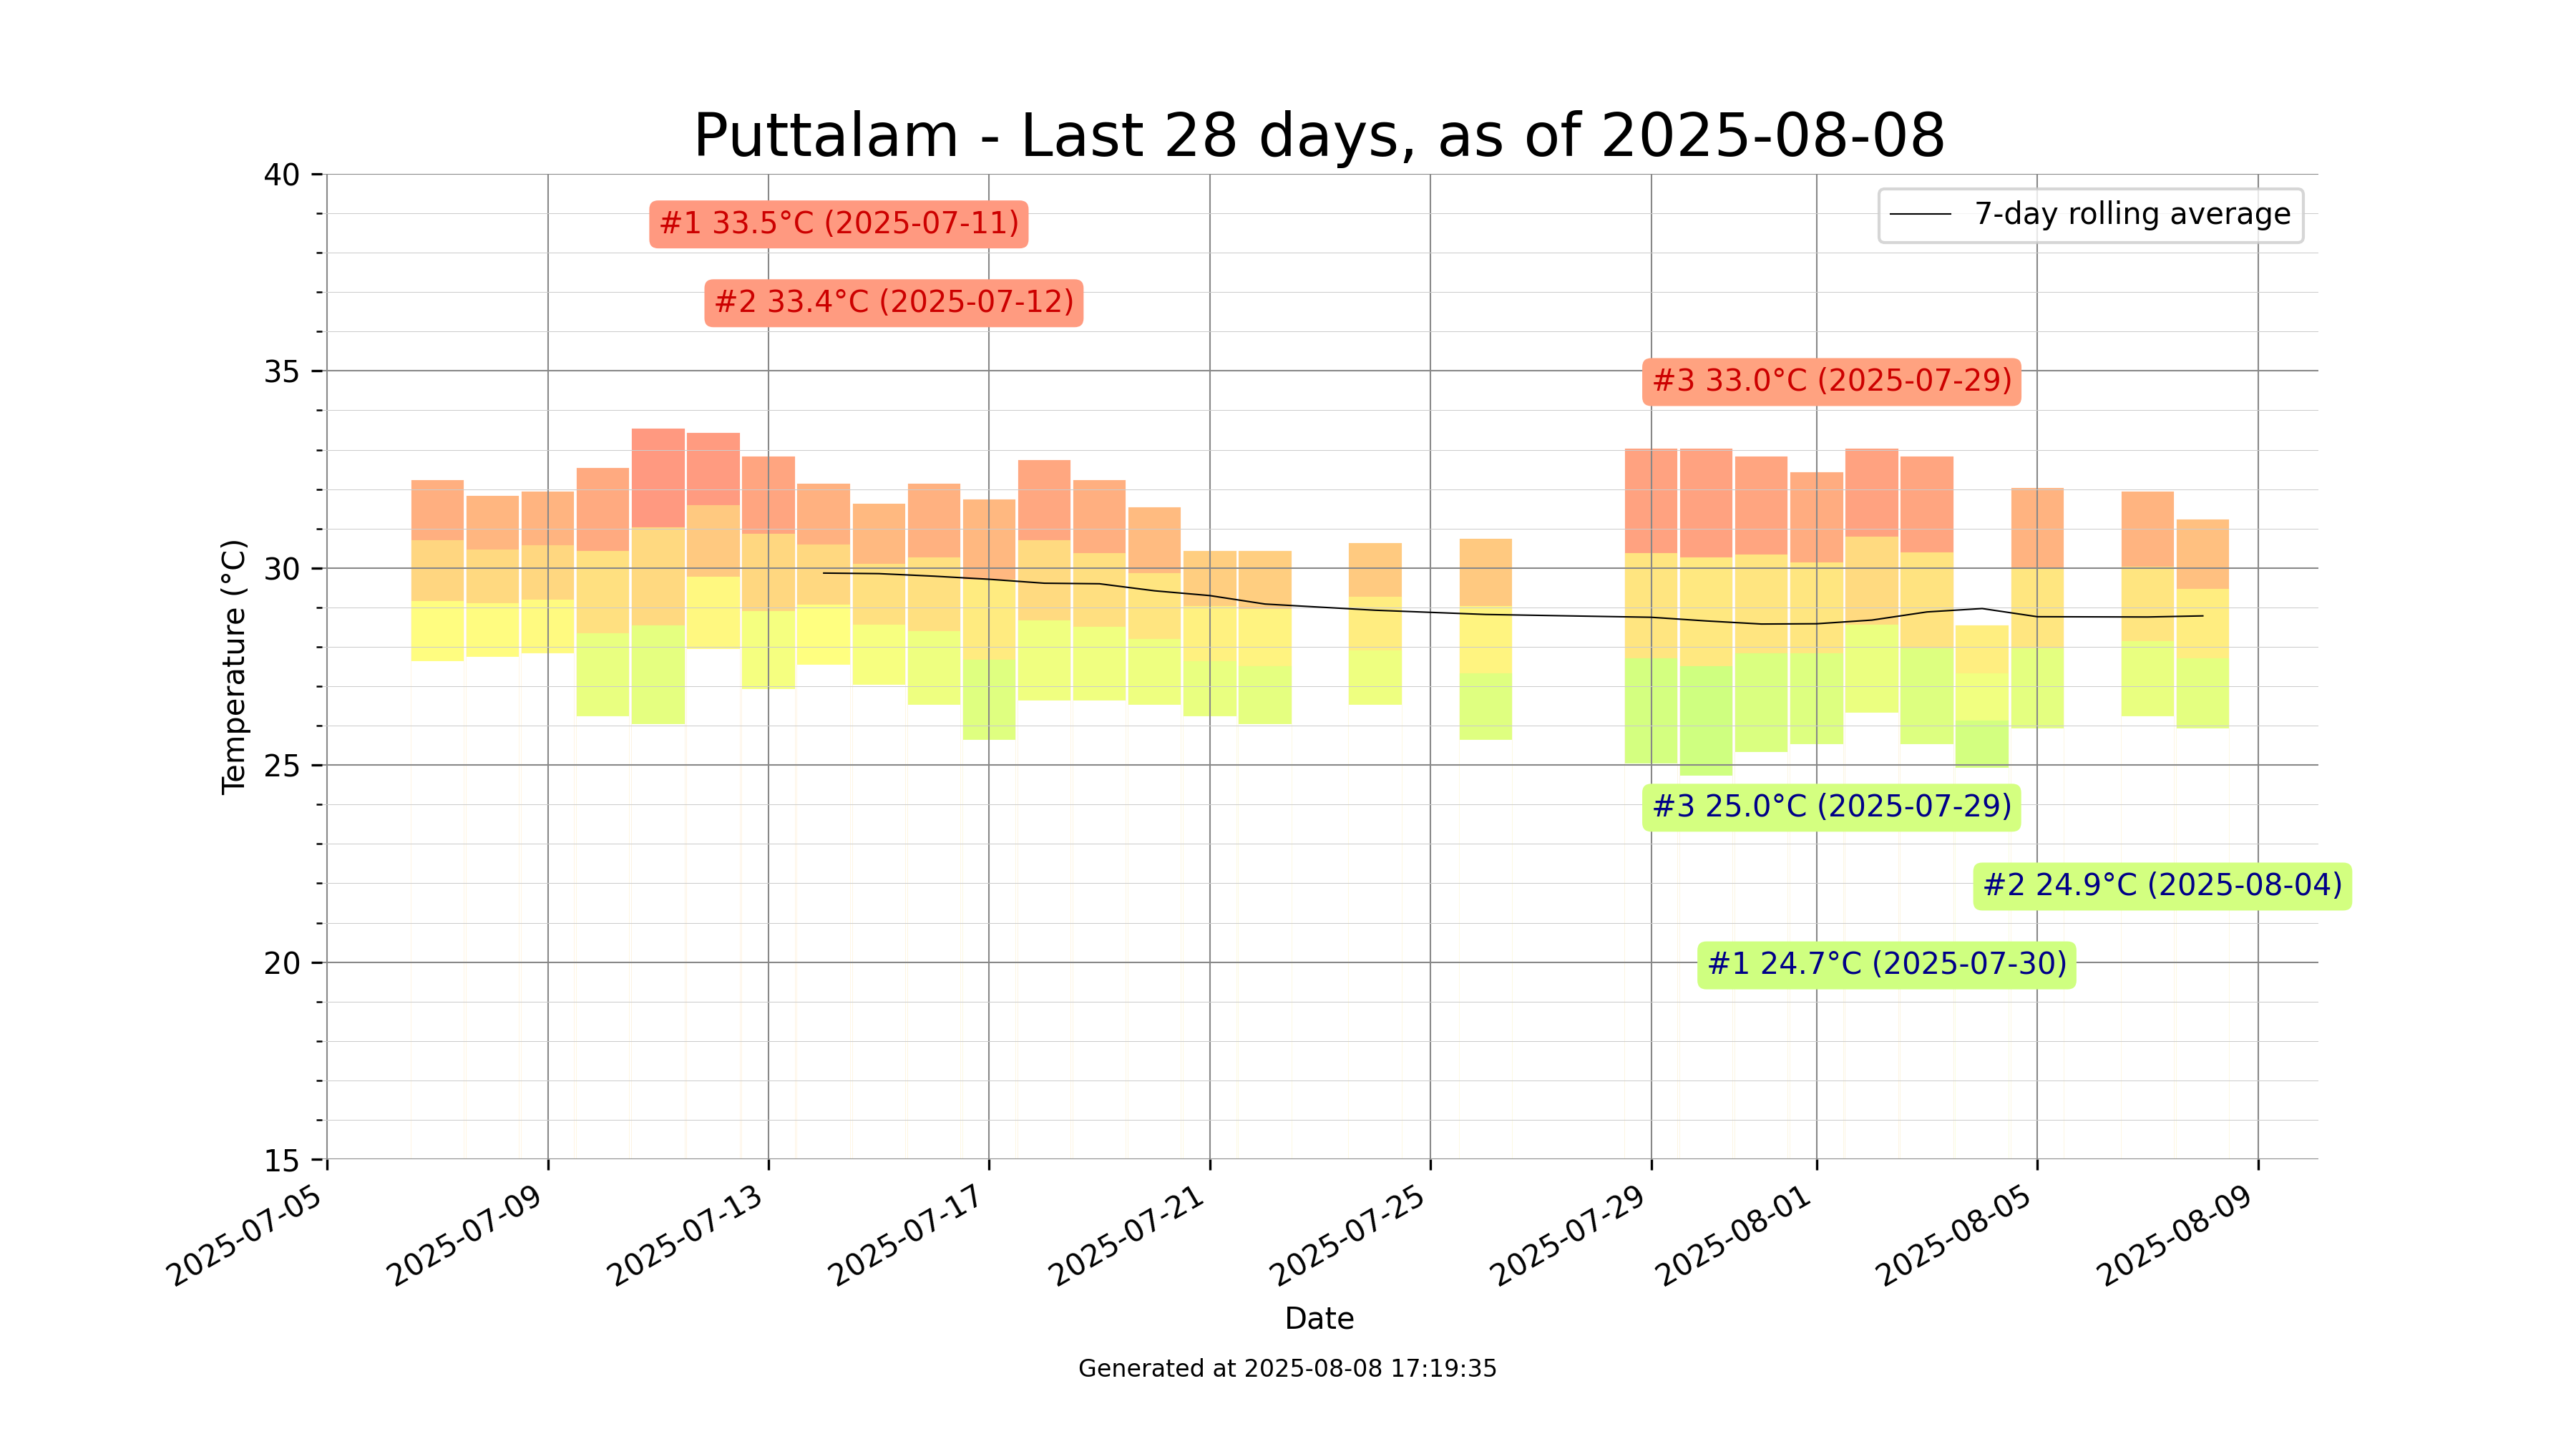 Puttalam - Last 28 days, as of 2025-08-08
40
35
30
25
20
15
Temperature (°C)
7-day rolling average
#1 33.5°C (2025-07-11)
#2 33.4°C (2025-07-12)
#3 33.0°C (2025-07-29)
#3 25.0°C (2025-07-29)
#2 24.9°C (2025-08-04)
#1 24.7°C (2025-07-30)
2025-07-05
2025-07-09
2025-07-13
2025-07-17
2025-07-21
2025-07-25
2025-07-29
2025-08-01
2025-08-05
2025-08-09
Date
Generated at 2025-08-08 17:19:35